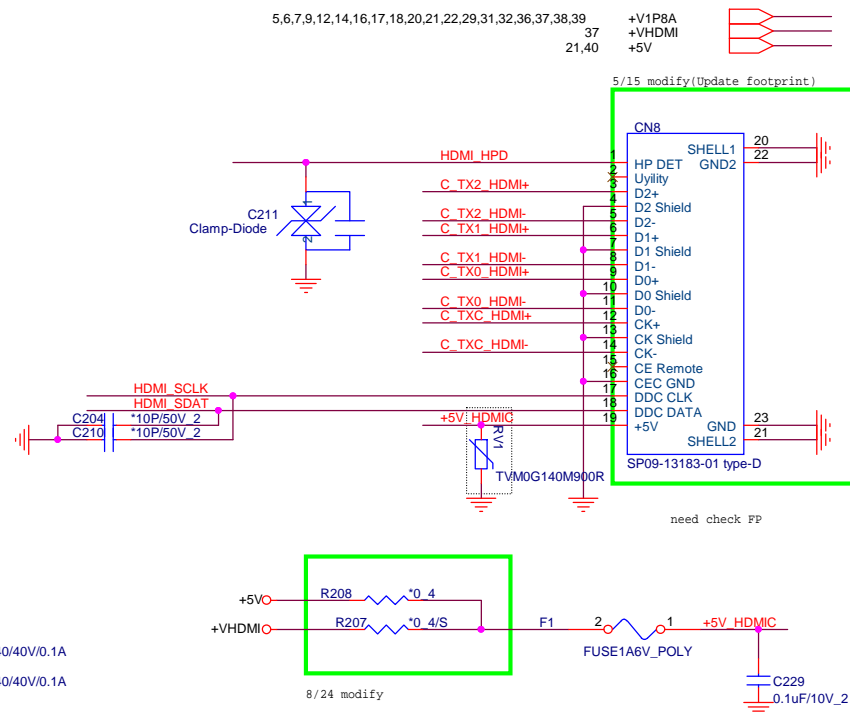 5,6,7,9,12,14,16,17,18,20,21,22,29,31,32,36,37,38,39 +V1P8A
37 +VHDMI
21,40 +5V
5/15 modify(Update footprint)
CN8
SHELL1 20
HDMI_HPD 1 HP DET GND2 22
2 Uyility
C_TX2_HDMI+ 3 D2+
4 D2 Shield
C_TX2_HDMI- 5 D2-
C_TX1_HDMI+ 6 D1+
7 D1 Shield
C_TX1_HDMI- 8 D1-
C_TX0_HDMI+ 9 D0+
10 D0 Shield
C_TX0_HDMI- 11 D0-
C_TXC_HDMI+ 12 CK+
13 CK Shield
C_TXC_HDMI- 14 CK-
15 CE Remote
16 CEC GND
HDMI_SCLK 17 DDC CLK
HDMI_SDAT 18 DDC DATA
+5V_HDMIC 19 +5V GND 23
SHELL2 21
SP09-13183-01 type-D
C211
Clamp-Diode
1
2
C204 *10P/50V_2
C210 *10P/50V_2
RV1
TVM0G140M900R
need check FP
+5V R208 *0_4
+VHDMI R207 *0_4/S
F1 2 1 +5V_HDMIC
FUSE1A6V_POLY
C229
0.1uF/10V_2
8/24 modify
0/40V/0.1A
0/40V/0.1A